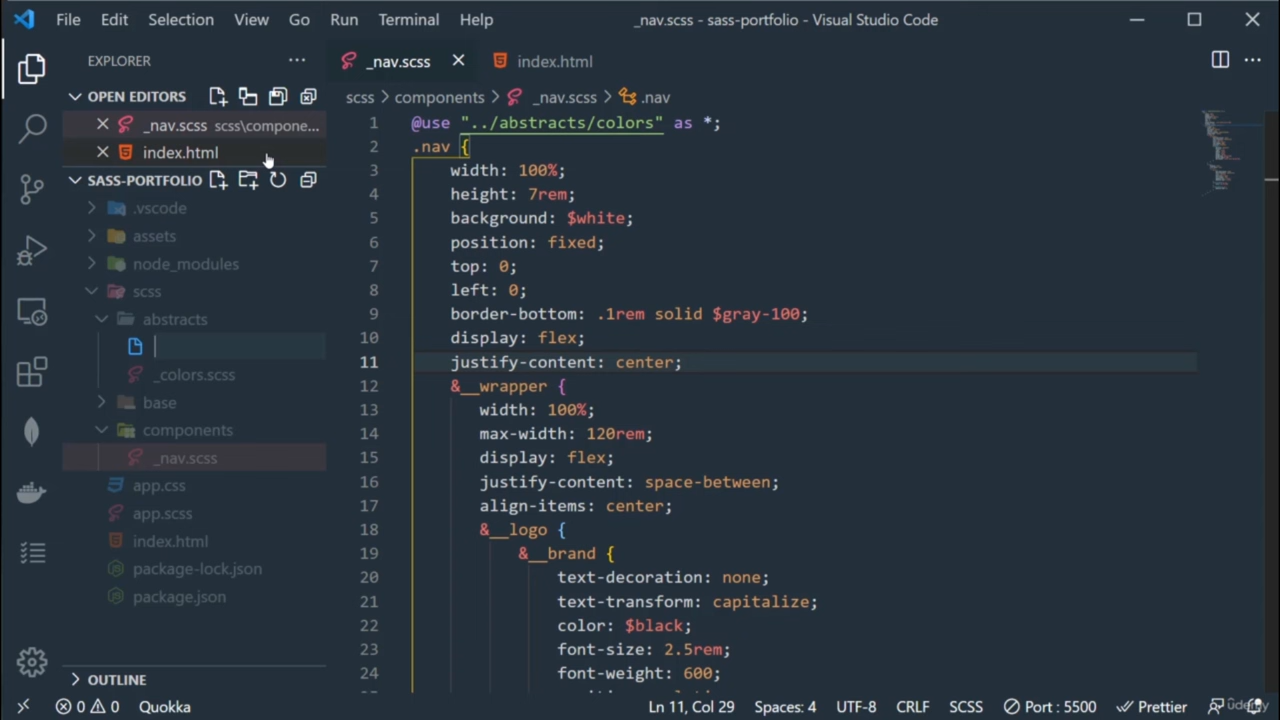 File Edit Selection View Go Run Terminal Help _nav.scss - sass-portfolio - Visual Studio Code
EXPLORER
OPEN EDITORS
_nav.scss scss\compone...
index.html
SASS-PORTFOLIO
.vscode
assets
node_modules
scss
abstracts
_colors.scss
base
components
_nav.scss
app.css
app.scss
index.html
package-lock.json
package.json
OUTLINE
_nav.scss index.html
scss components _nav.scss .nav
1 @use "../abstracts/colors" as *;
2 .nav {
3 width: 100%;
4 height: 7rem;
5 background: $white;
6 position: fixed;
7 top: 0;
8 left: 0;
9 border-bottom: .1rem solid $gray-100;
10 display: flex;
11 justify-content: center;
12 &__wrapper {
13 width: 100%;
14 max-width: 120rem;
15 display: flex;
16 justify-content: space-between;
17 align-items: center;
18 &__logo {
19 &__brand {
20 text-decoration: none;
21 text-transform: capitalize;
22 color: $black;
23 font-size: 2.5rem;
24 font-weight: 600;
0 0 Quokka Ln 11, Col 29 Spaces: 4 UTF-8 CRLF SCSS Port : 5500 Prettier